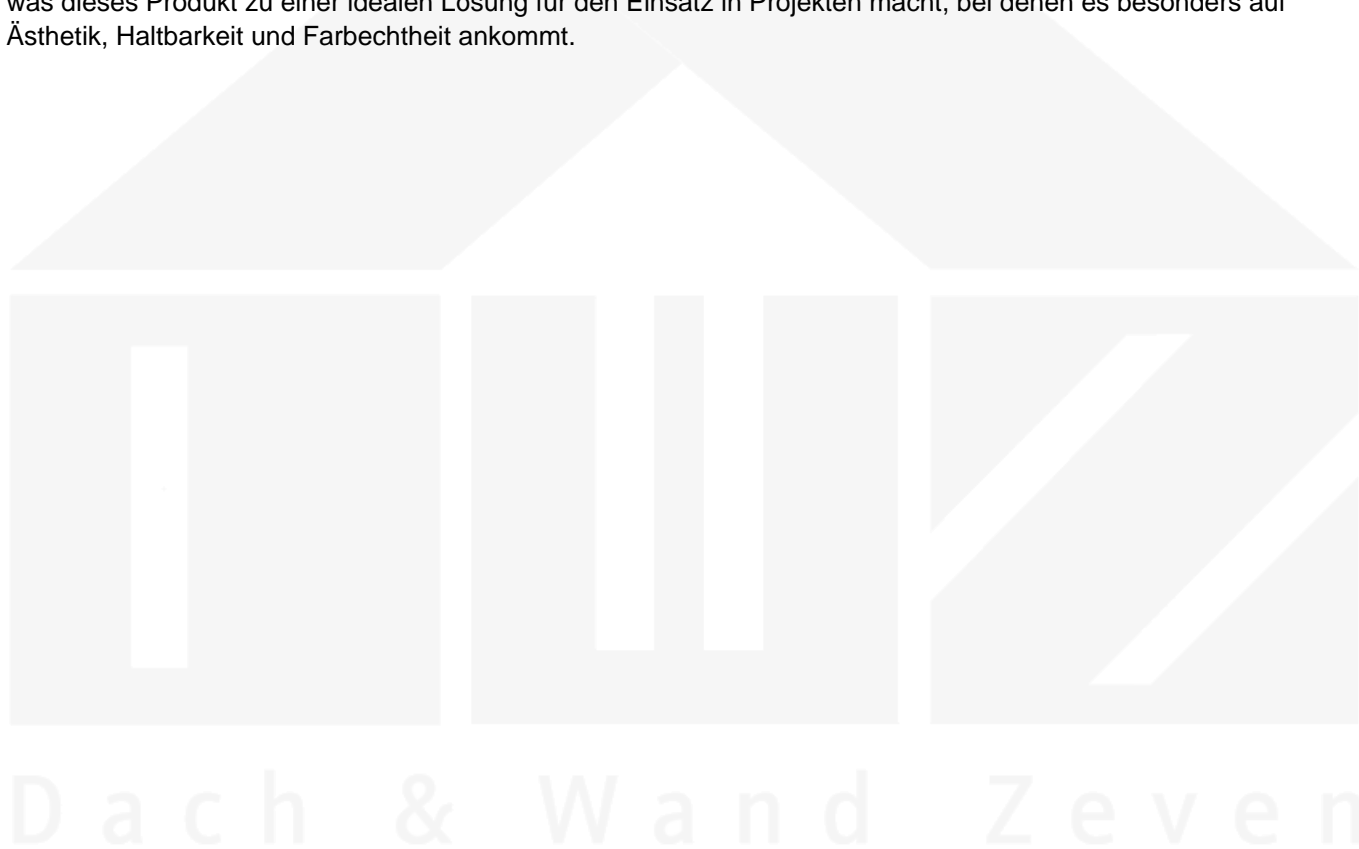 was dieses Produkt zu einer idealen Lösung für den Einsatz in Projekten macht, bei denen es besonders auf
Ästhetik, Haltbarkeit und Farbechtheit ankommt.
Dach & Wand Zeven